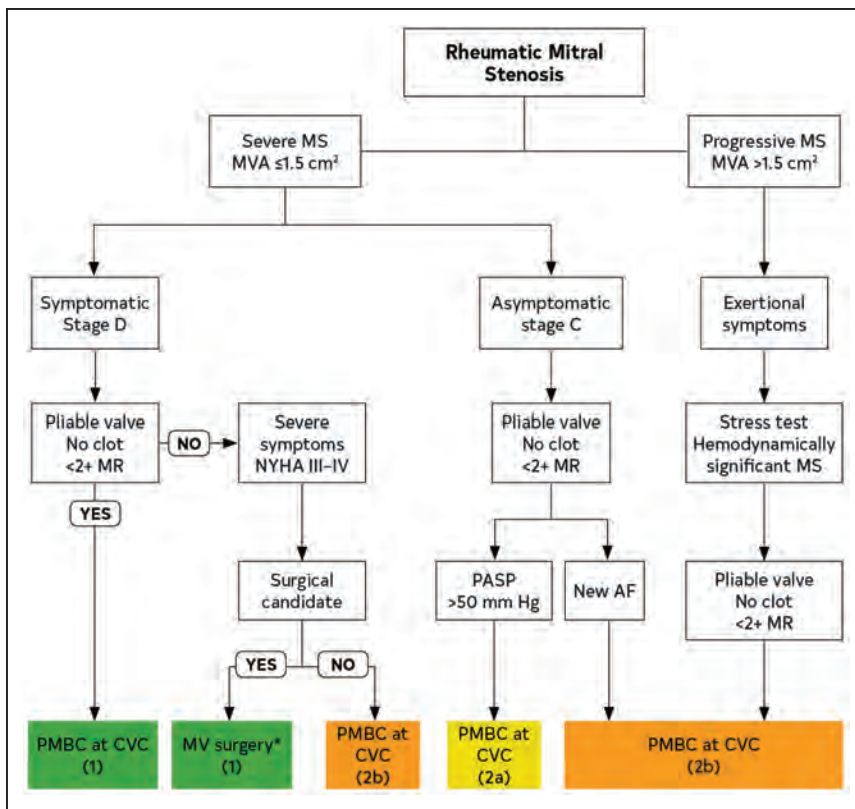 Rheumatic Mitral
Stenosis
Severe MS
MVA ≤1.5 cm²
Progressive MS
MVA >1.5 cm²
Symptomatic
Stage D
Asymptomatic
stage C
Exertional
symptoms
Pliable valve
No clot
<2+ MR
NO
Severe
symptoms
NYHA III–IV
Pliable valve
No clot
<2+ MR
Stress test
Hemodynamically
significant MS
YES
Surgical
candidate
PASP
>50 mm Hg
New AF
Pliable valve
No clot
<2+ MR
YES
NO
PMBC at CVC
(1)
MV surgery*
(1)
PMBC at
CVC
(2b)
PMBC at
CVC
(2a)
PMBC at CVC
(2b)